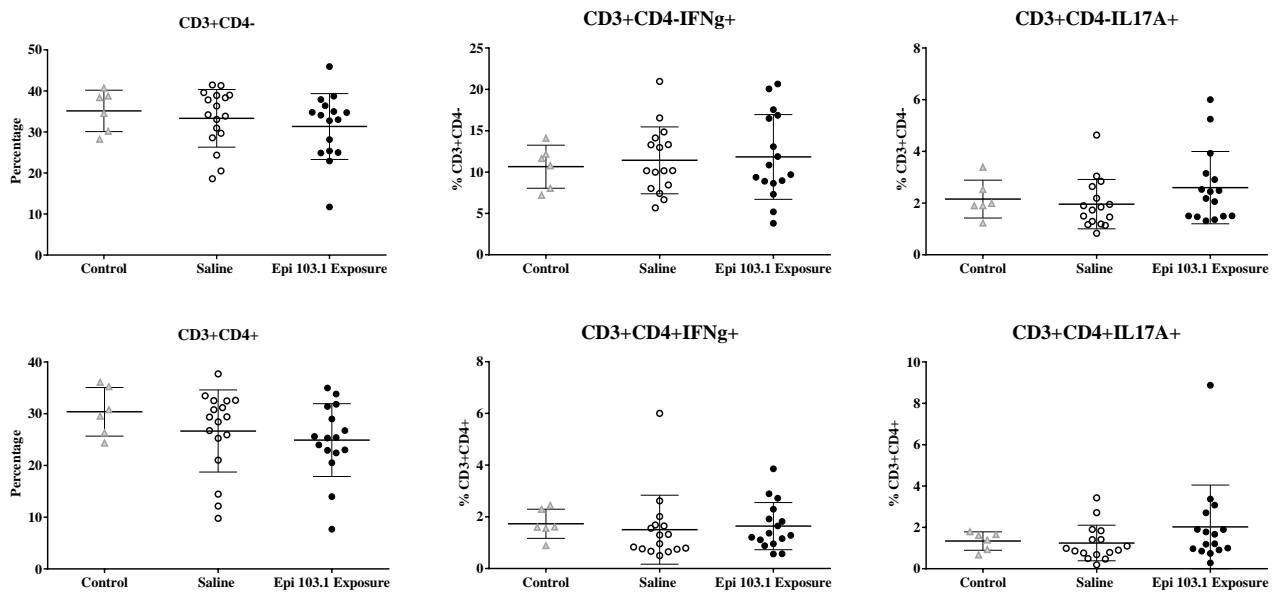 CD3+CD4-
Percentage
50
40
30
20
10
0
Control Saline Epi 103.1 Exposure
CD3+CD4-IFNg+
% CD3+CD4-
25
20
15
10
5
0
Control Saline Epi 103.1 Exposure
CD3+CD4-IL17A+
% CD3+CD4-
8
6
4
2
0
Control Saline Epi 103.1 Exposure
CD3+CD4+
Percentage
40
30
20
10
0
Control Saline Epi 103.1 Exposure
CD3+CD4+IFNg+
% CD3+CD4+
8
6
4
2
0
Control Saline Epi 103.1 Exposure
CD3+CD4+IL17A+
% CD3+CD4+
10
8
6
4
2
0
Control Saline Epi 103.1 Exposure